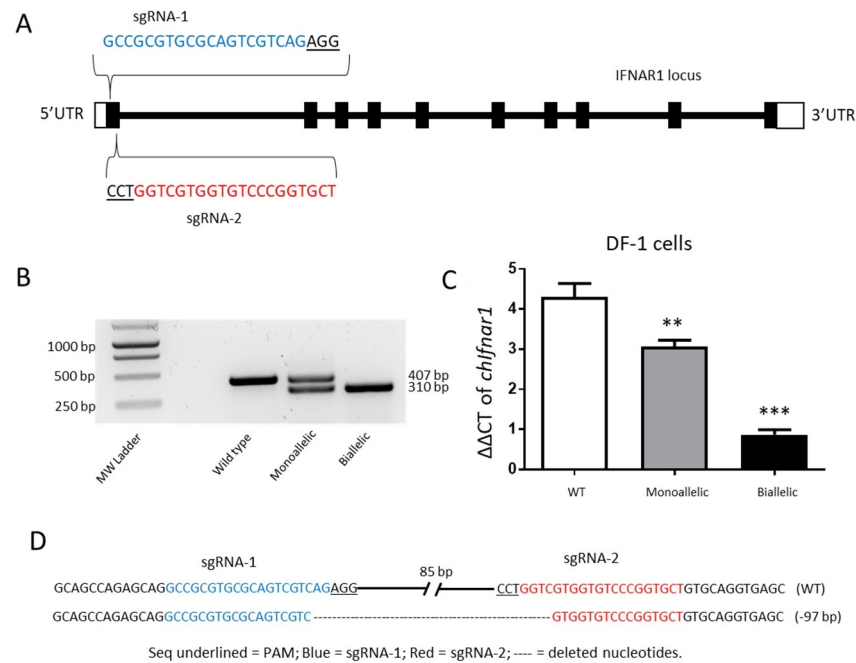 A
sgRNA-1
GCCGCGTGCGCAGTCGTCAGAGG
IFNAR1 locus
5'UTR
3'UTR
CCTGGTCGTGGTGTCCCGGTGCT
sgRNA-2
B
1000 bp
500 bp
250 bp
407 bp
310 bp
MW Ladder
Wild type
Monoallelic
Biallelic
C
DF-1 cells
ΔΔCT of chIfnar1
5
4
3
2
1
0
**
***
WT
Monoallelic
Biallelic
D
sgRNA-1
sgRNA-2
85 bp
GCAGCCAGAGCAGGCCGCGTGCGCAGTCGTCAGAGG CCTGGTCGTGGTGTCCCGGTGCTGTGCAGGTGAGC (WT)
GCAGCCAGAGCAGGCCGCGTGCGCAGTCGTC--------------------------------------------GTGGTGTCCCGGTGCTGTGCAGGTGAGC (-97 bp)
Seq underlined = PAM; Blue = sgRNA-1; Red = sgRNA-2; ---- = deleted nucleotides.